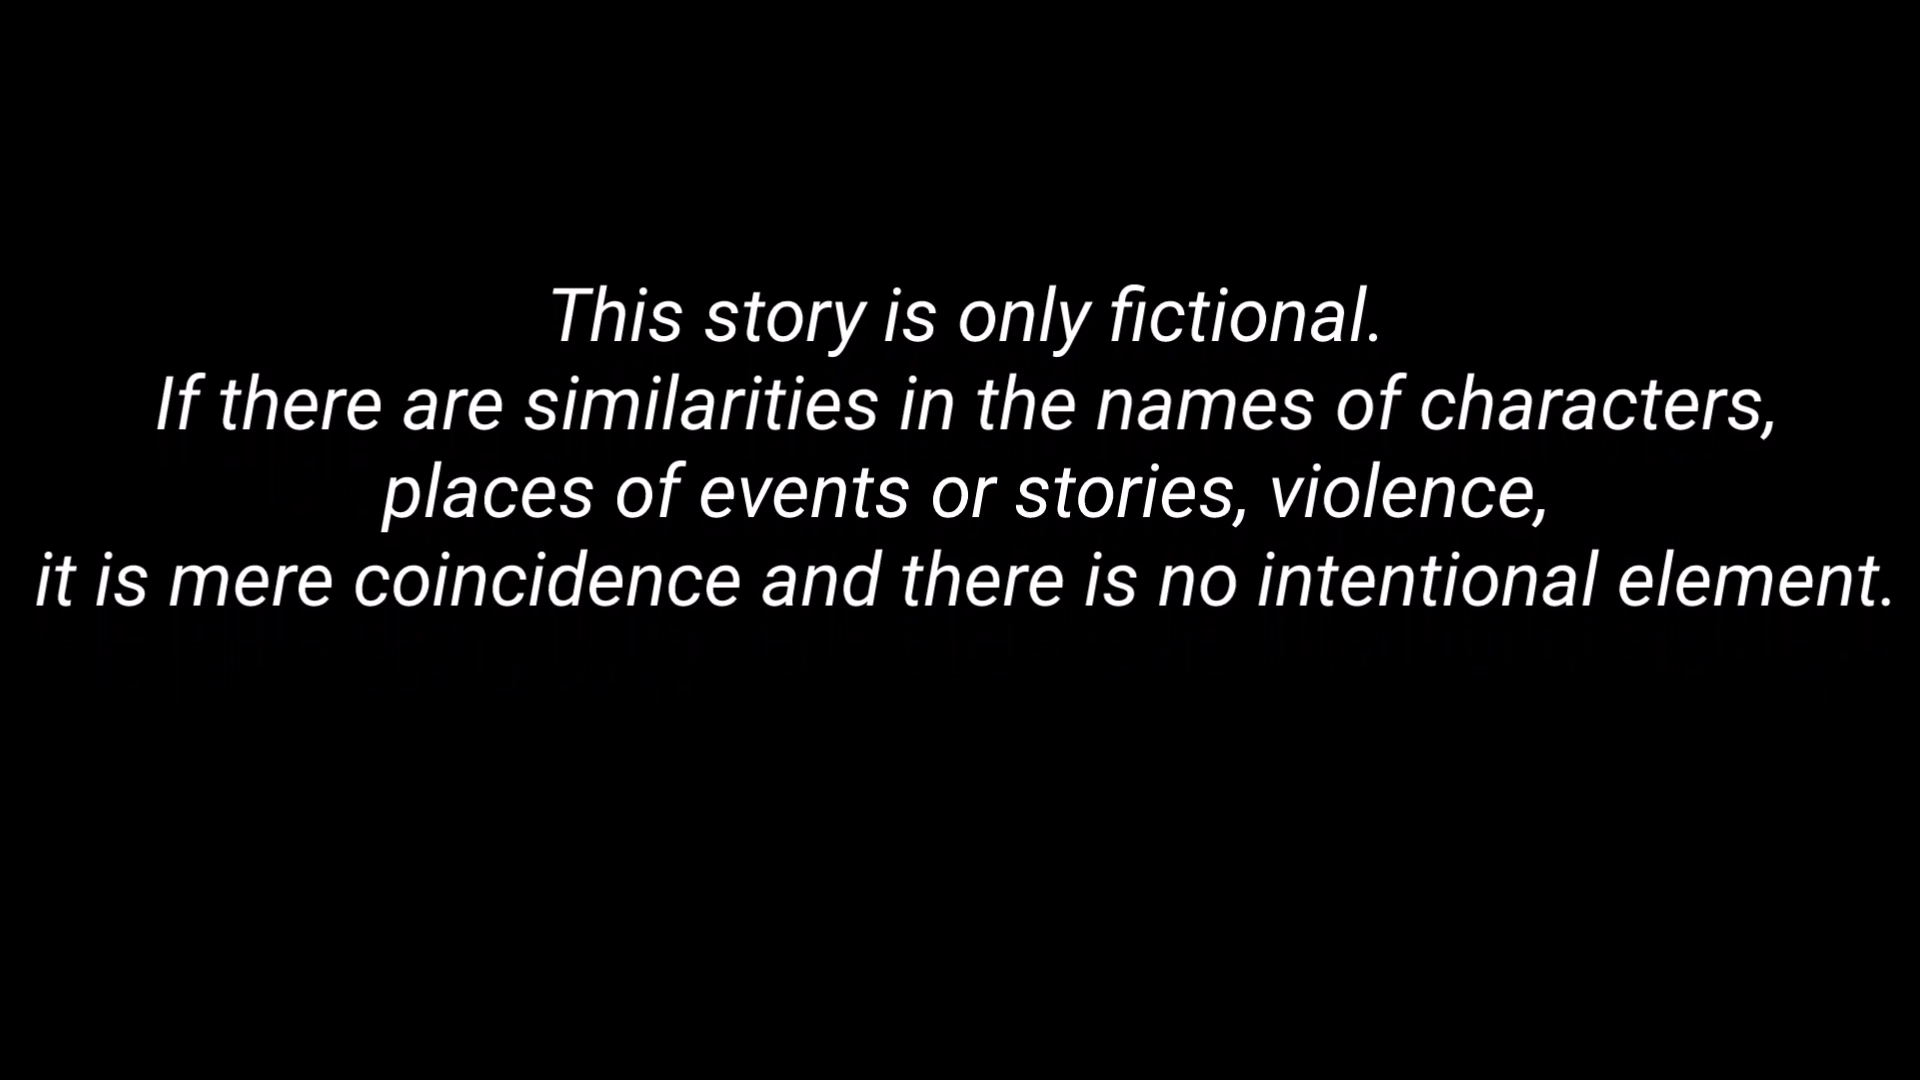 This story is only fictional.
If there are similarities in the names of characters,
places of events or stories, violence,
it is mere coincidence and there is no intentional element.